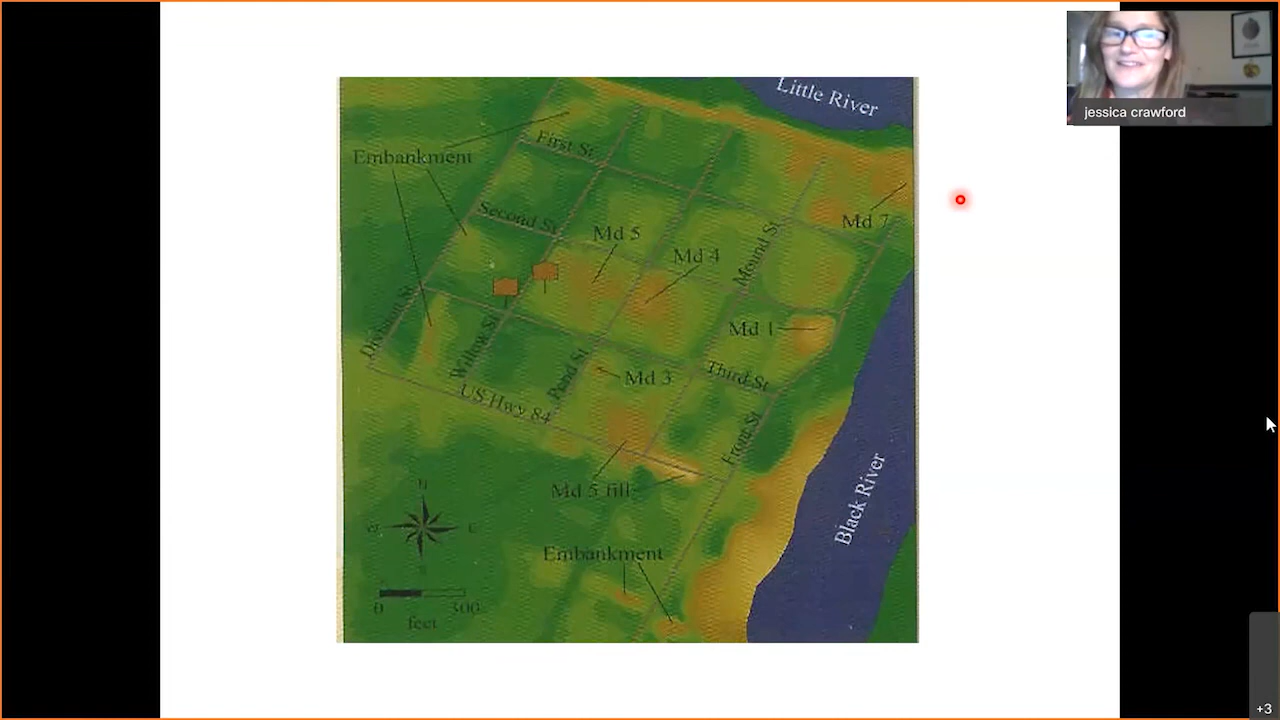 jessica crawford
Little River
First St
Embankment
Second St
Md 7
Md 5
Md 4
Mound St
Md 1
Division St
Willow St
Pond St
Md 3
Third St
US Hwy 84
Front St
Md 5 fill
Black River
N
W
E
S
Embankment
0 300
feet
+3